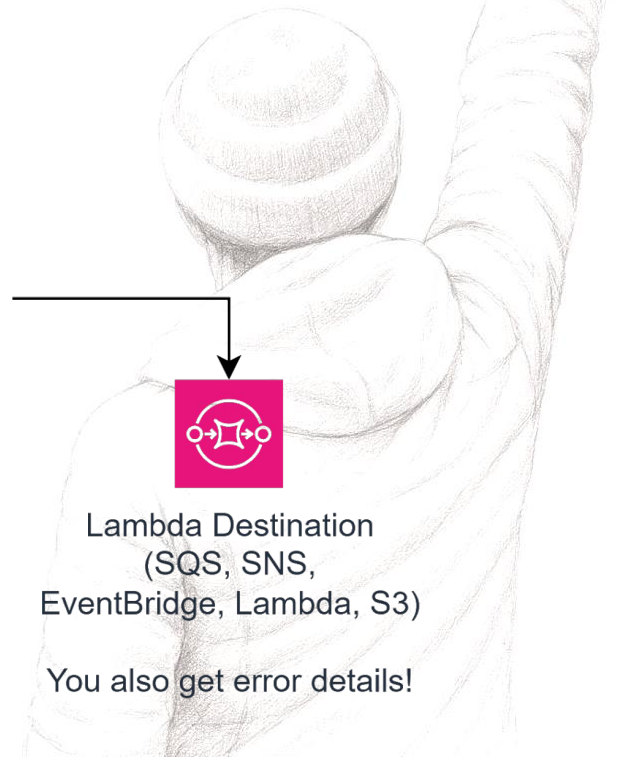 Lambda Destination
(SQS, SNS,
EventBridge, Lambda, S3)
You also get error details!